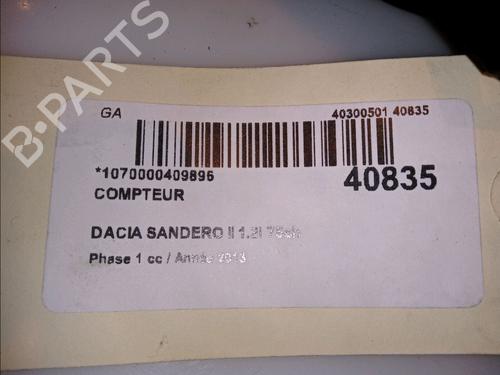 GA
40300501 40835
*1070000409896
40835
COMPTEUR
DACIA SANDERO II 1.2I 75ch
Phase 1 cc / Année 2013
B-PARTS